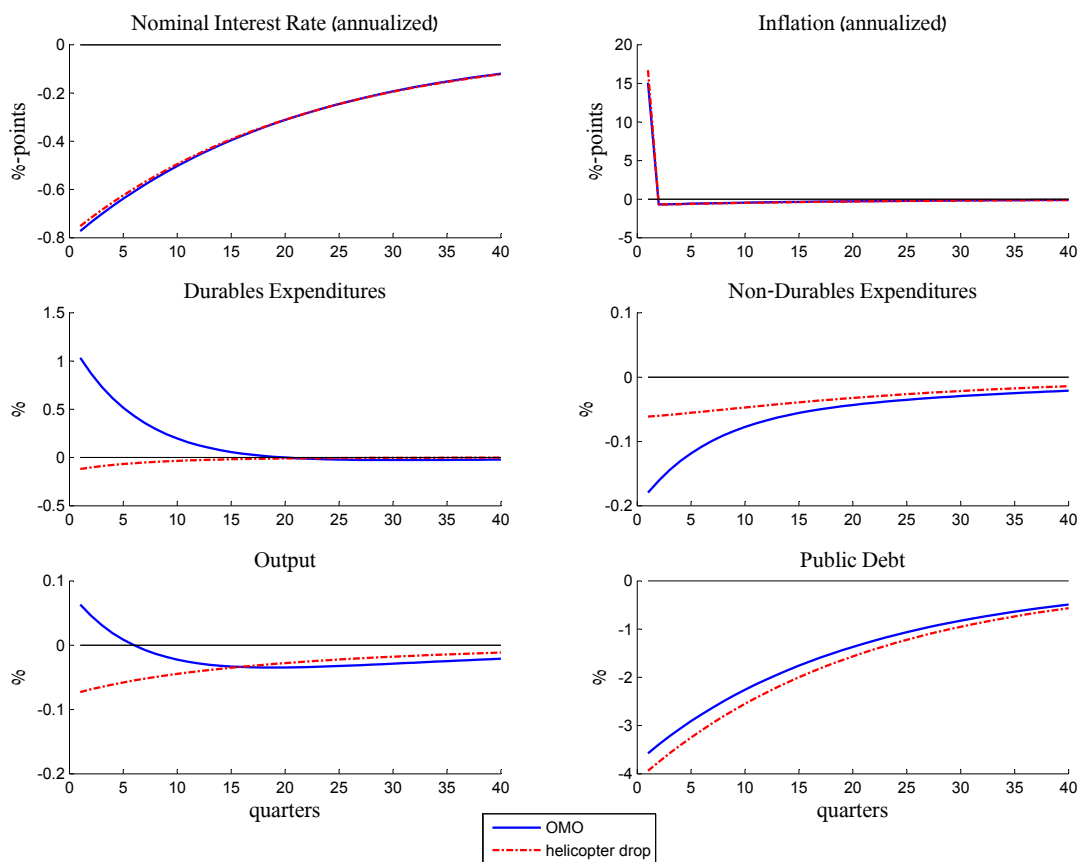 Nominal Interest Rate (annualized)
%-points
0
-0.2
-0.4
-0.6
-0.8
0 5 10 15 20 25 30 35 40
Inflation (annualized)
%-points
20
15
10
5
0
-5
0 5 10 15 20 25 30 35 40
Durables Expenditures
%
1.5
1
0.5
0
-0.5
0 5 10 15 20 25 30 35 40
Non-Durables Expenditures
%
0.1
0
-0.1
-0.2
0 5 10 15 20 25 30 35 40
Output
%
0.1
0
-0.1
-0.2
0 5 10 15 20 25 30 35 40
quarters
Public Debt
%
0
-1
-2
-3
-4
0 5 10 15 20 25 30 35 40
quarters
OMO
helicopter drop